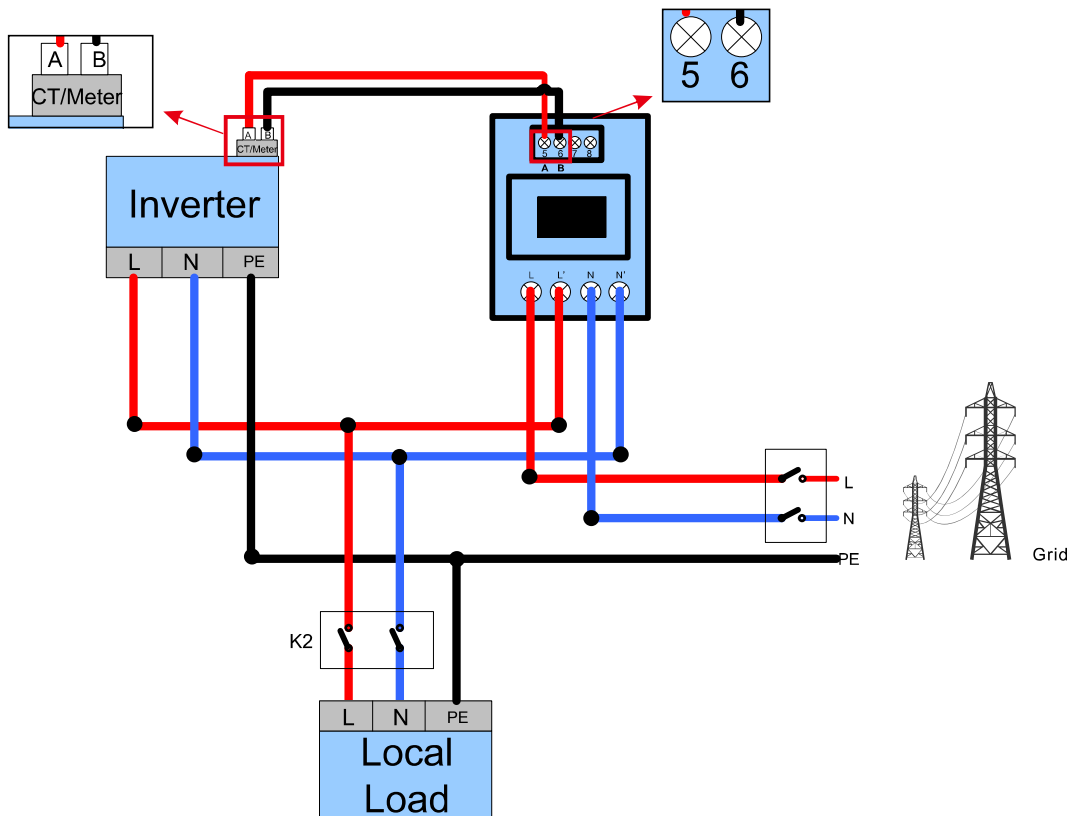 5 6
A B
CT/Meter
A B
CT/Meter
5 6 7 8
A B
Inverter
L N PE
L L' N N'
L
N
PE
Grid
K2
L N PE
Local
Load